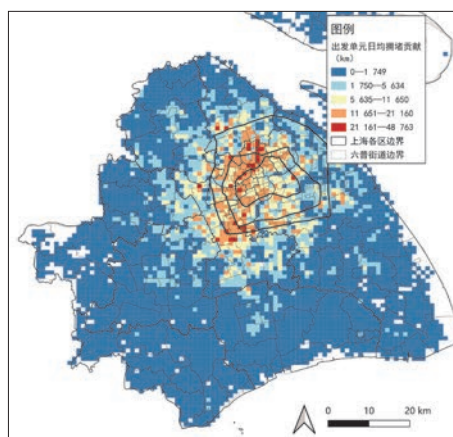 图例
出发单元日均拥堵贡献
（km）
0—1 749
1 750—5 634
5 635—11 650
11 651—21 160
21 161—48 763
上海各区边界
六普街道边界
0 10 20 km